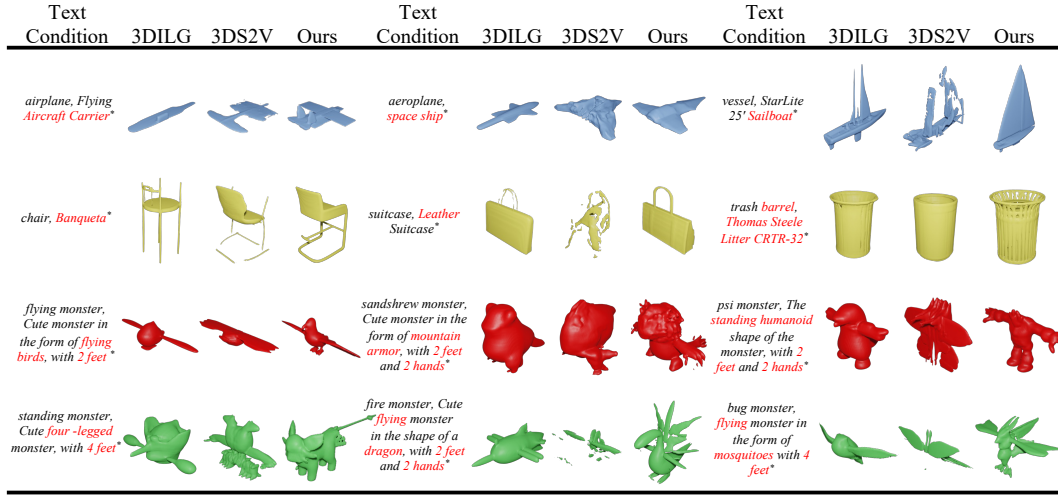 Text Condition 3DILG 3DS2V Ours Text Condition 3DILG 3DS2V Ours Text Condition 3DILG 3DS2V Ours
airplane, Flying
Aircraft Carrier*
aeroplane,
space ship*
vessel, StarLite
25' Sailboat*
chair, Banqueta*
suitcase, Leather
Suitcase*
trash barrel,
Thomas Steele
Litter CRTR-32*
flying monster,
Cute monster in
the form of flying
birds, with 2 feet *
sandshrew monster,
Cute monster in the
form of mountain
armor, with 2 feet
and 2 hands*
psi monster, The
standing humanoid
shape of the
monster, with 2
feet and 2 hands*
standing monster,
Cute four -legged
monster, with 4 feet*
fire monster, Cute
flying monster
in the shape of a
dragon, with 2 feet
and 2 hands*
bug monster,
flying monster in
the form of
mosquitoes with 4
feet*